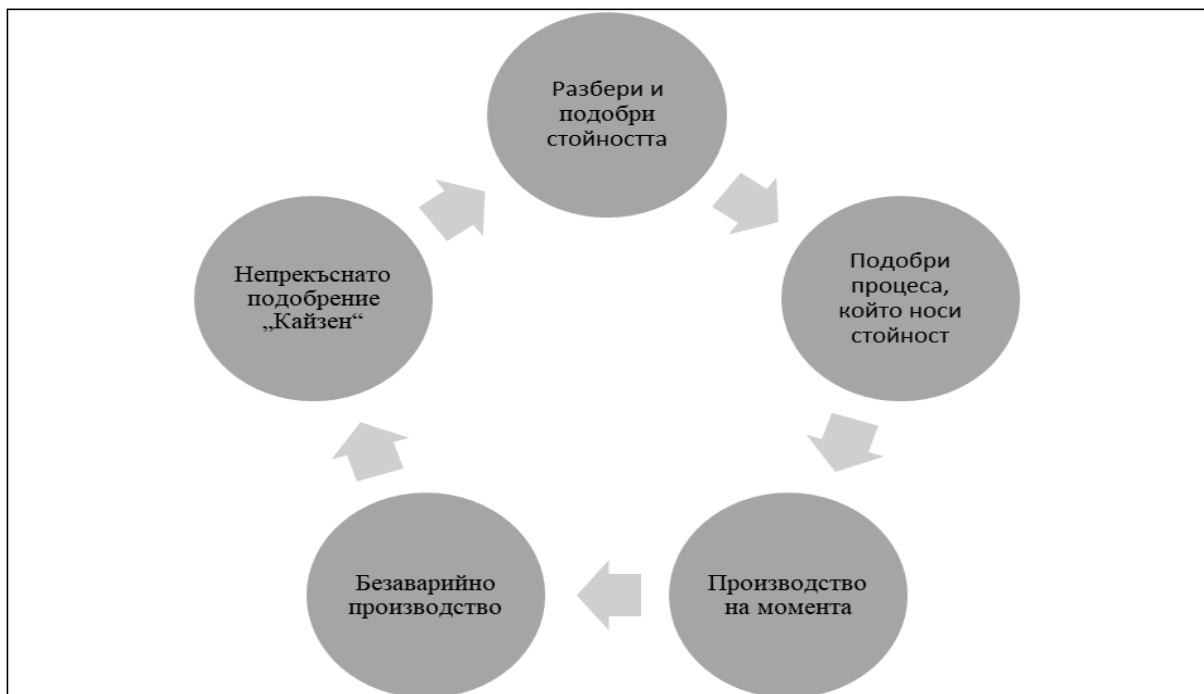 Разбери и
подобри
стойността
Подобри
процеса,
който носи
стойност
Производство
на момента
Безаварийно
производство
Непрекъснато
подобрение
„Кайзен“